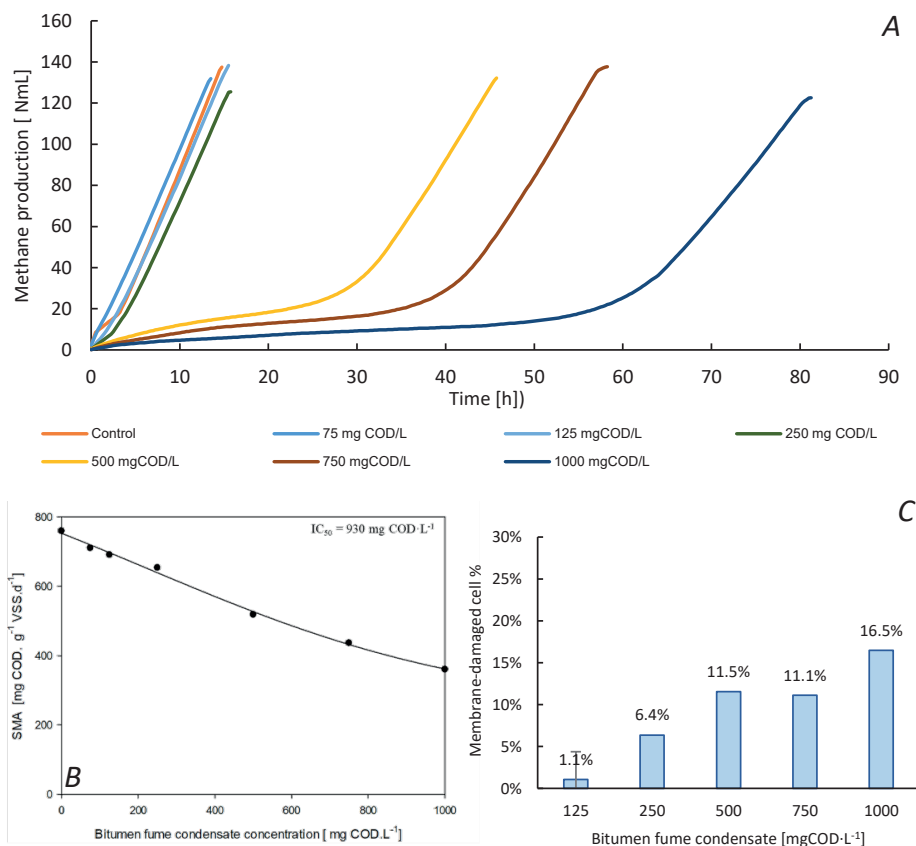 A
Methane production [ NmL]
160
140
120
100
80
60
40
20
0
0 10 20 30 40 50 60 70 80 90
Time [h])
Control 75 mg COD/L 125 mgCOD/L 250 mg COD/L
500 mgCOD/L 750 mgCOD/L 1000 mgCOD/L
B
IC₅₀ = 930 mg COD·L⁻¹
SMA [mg COD. g⁻¹ VSS.d⁻¹]
800
600
400
200
0
0 200 400 600 800 1000
Bitumen fume condensate concentration [ mg COD.L⁻¹]
C
Membrane-damaged cell %
30%
25%
20%
15%
10%
5%
0%
1.1%
6.4%
11.5%
11.1%
16.5%
125 250 500 750 1000
Bitumen fume condensate [mgCOD·L⁻¹]